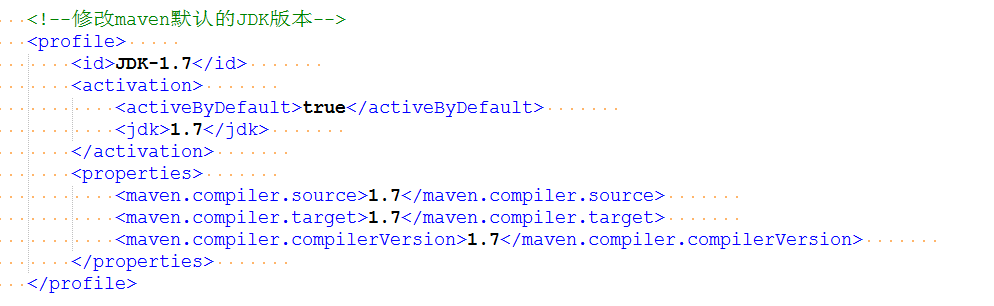 <!--修改maven默认的JDK版本-->
<profile>
<id>JDK-1.7</id>
<activation>
<activeByDefault>true</activeByDefault>
<jdk>1.7</jdk>
</activation>
<properties>
<maven.compiler.source>1.7</maven.compiler.source>
<maven.compiler.target>1.7</maven.compiler.target>
<maven.compiler.compilerVersion>1.7</maven.compiler.compilerVersion>
</properties>
</profile>